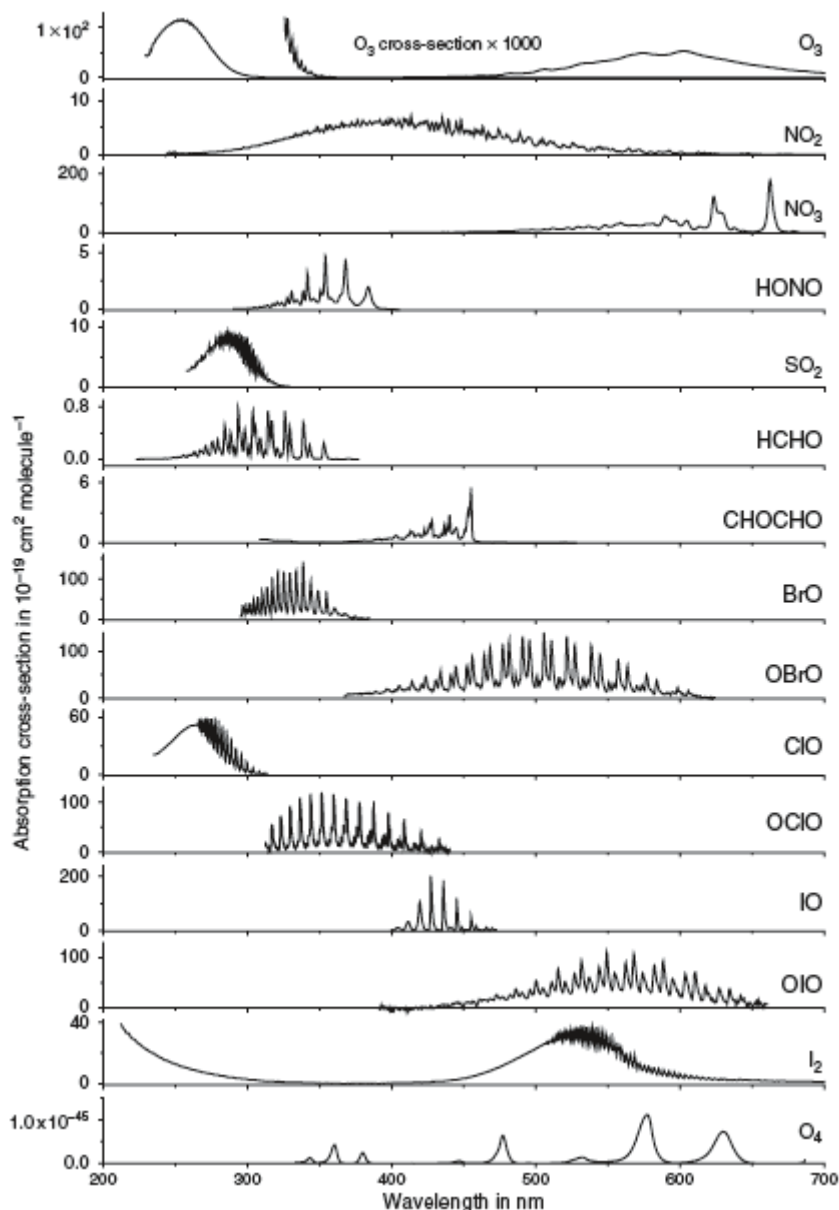 1×10²
0
O₃ cross-section × 1000
O₃
10
0
NO₂
200
0
NO₃
5
0
HONO
10
0
SO₂
0.8
0.0
HCHO
6
0
CHOCHO
100
0
BrO
100
0
OBrO
60
0
ClO
100
0
OClO
200
0
IO
100
0
OIO
40
0
I₂
1.0x10⁻⁴⁵
0.0
O₄
200 300 400 500 600 700
Wavelength in nm
Absorption cross-section in 10⁻¹⁹ cm² molecule⁻¹